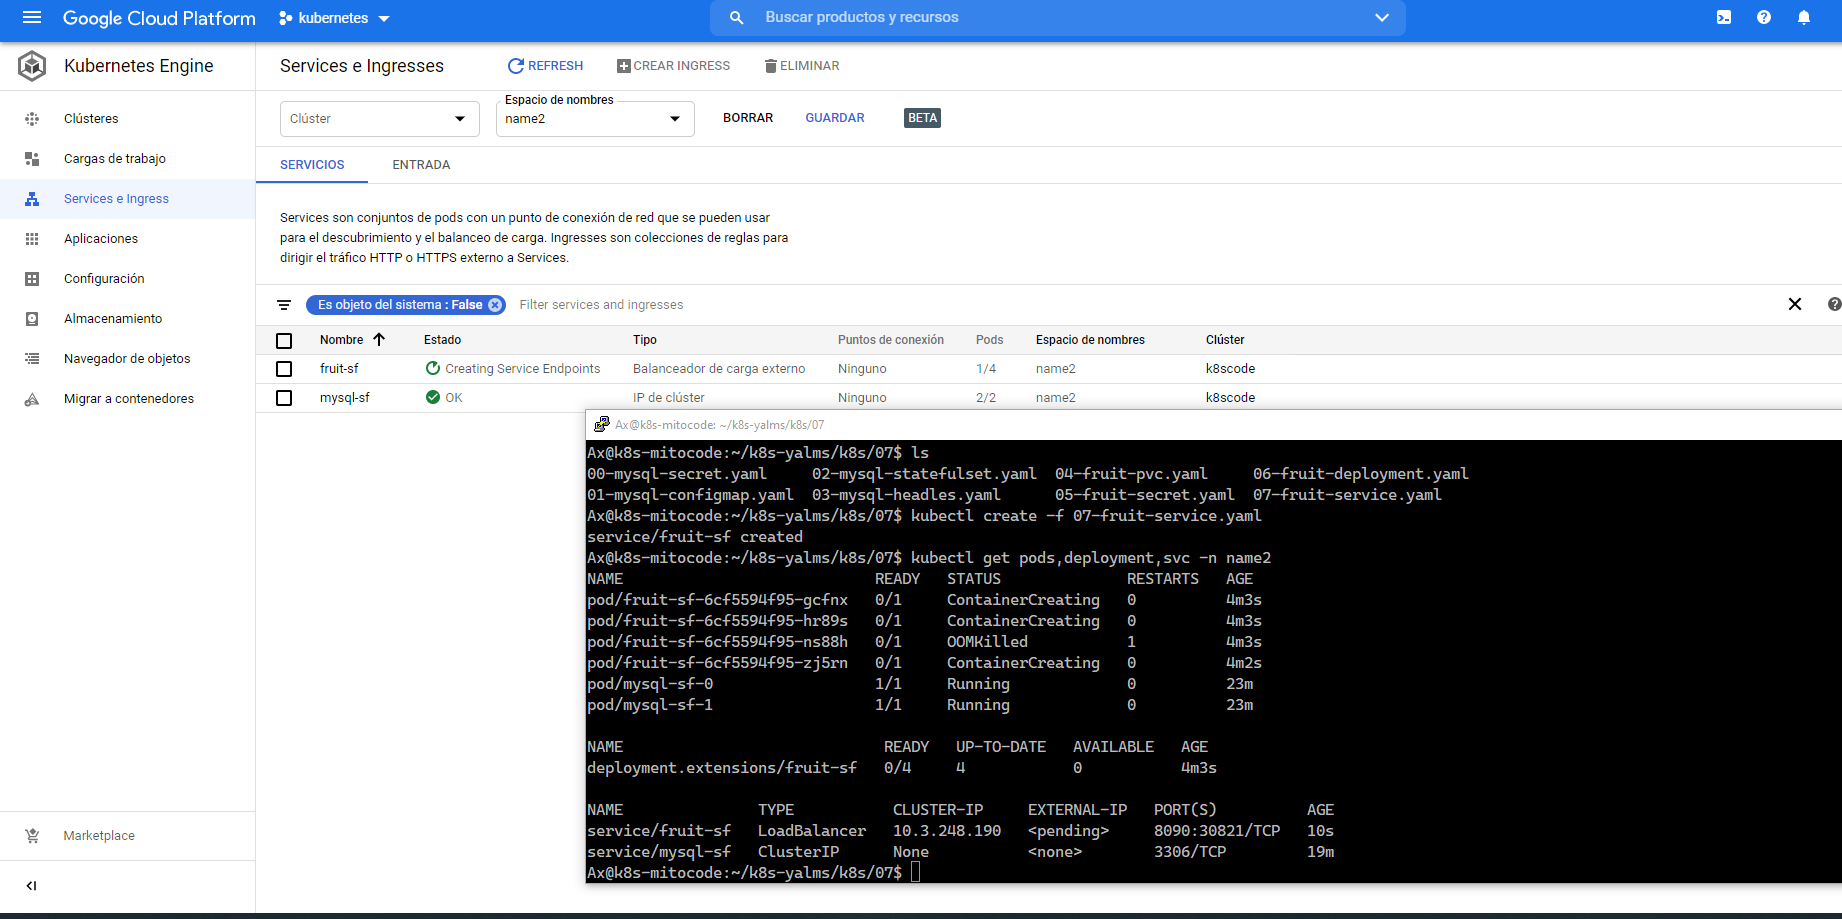 Google Cloud Platform kubernetes Buscar productos y recursos
Kubernetes Engine
Clústeres
Cargas de trabajo
Services e Ingress
Aplicaciones
Configuración
Almacenamiento
Navegador de objetos
Migrar a contenedores
Marketplace
Services e Ingresses REFRESH CREAR INGRESS ELIMINAR
Clúster Espacio de nombres name2 BORRAR GUARDAR BETA
SERVICIOS ENTRADA
Services son conjuntos de pods con un punto de conexión de red que se pueden usar
para el descubrimiento y el balanceo de carga. Ingresses son colecciones de reglas para
dirigir el tráfico HTTP o HTTPS externo a Services.
Es objeto del sistema : False Filter services and ingresses
Nombre Estado Tipo Puntos de conexión Pods Espacio de nombres Clúster
fruit-sf Creating Service Endpoints Balanceador de carga externo Ninguno 1/4 name2 k8scode
mysql-sf OK IP de clúster Ninguno 2/2 name2 k8scode
Ax@k8s-mitocode: ~/k8s-yalms/k8s/07
Ax@k8s-mitocode:~/k8s-yalms/k8s/07$ ls
00-mysql-secret.yaml 02-mysql-statefulset.yaml 04-fruit-pvc.yaml 06-fruit-deployment.yaml
01-mysql-configmap.yaml 03-mysql-headles.yaml 05-fruit-secret.yaml 07-fruit-service.yaml
Ax@k8s-mitocode:~/k8s-yalms/k8s/07$ kubectl create -f 07-fruit-service.yaml
service/fruit-sf created
Ax@k8s-mitocode:~/k8s-yalms/k8s/07$ kubectl get pods,deployment,svc -n name2
NAME READY STATUS RESTARTS AGE
pod/fruit-sf-6cf5594f95-gcfnx 0/1 ContainerCreating 0 4m3s
pod/fruit-sf-6cf5594f95-hr89s 0/1 ContainerCreating 0 4m3s
pod/fruit-sf-6cf5594f95-ns88h 0/1 OOMKilled 1 4m3s
pod/fruit-sf-6cf5594f95-zj5rn 0/1 ContainerCreating 0 4m2s
pod/mysql-sf-0 1/1 Running 0 23m
pod/mysql-sf-1 1/1 Running 0 23m
NAME READY UP-TO-DATE AVAILABLE AGE
deployment.extensions/fruit-sf 0/4 4 0 4m3s
NAME TYPE CLUSTER-IP EXTERNAL-IP PORT(S) AGE
service/fruit-sf LoadBalancer 10.3.248.190 <pending> 8090:30821/TCP 10s
service/mysql-sf ClusterIP None <none> 3306/TCP 19m
Ax@k8s-mitocode:~/k8s-yalms/k8s/07$